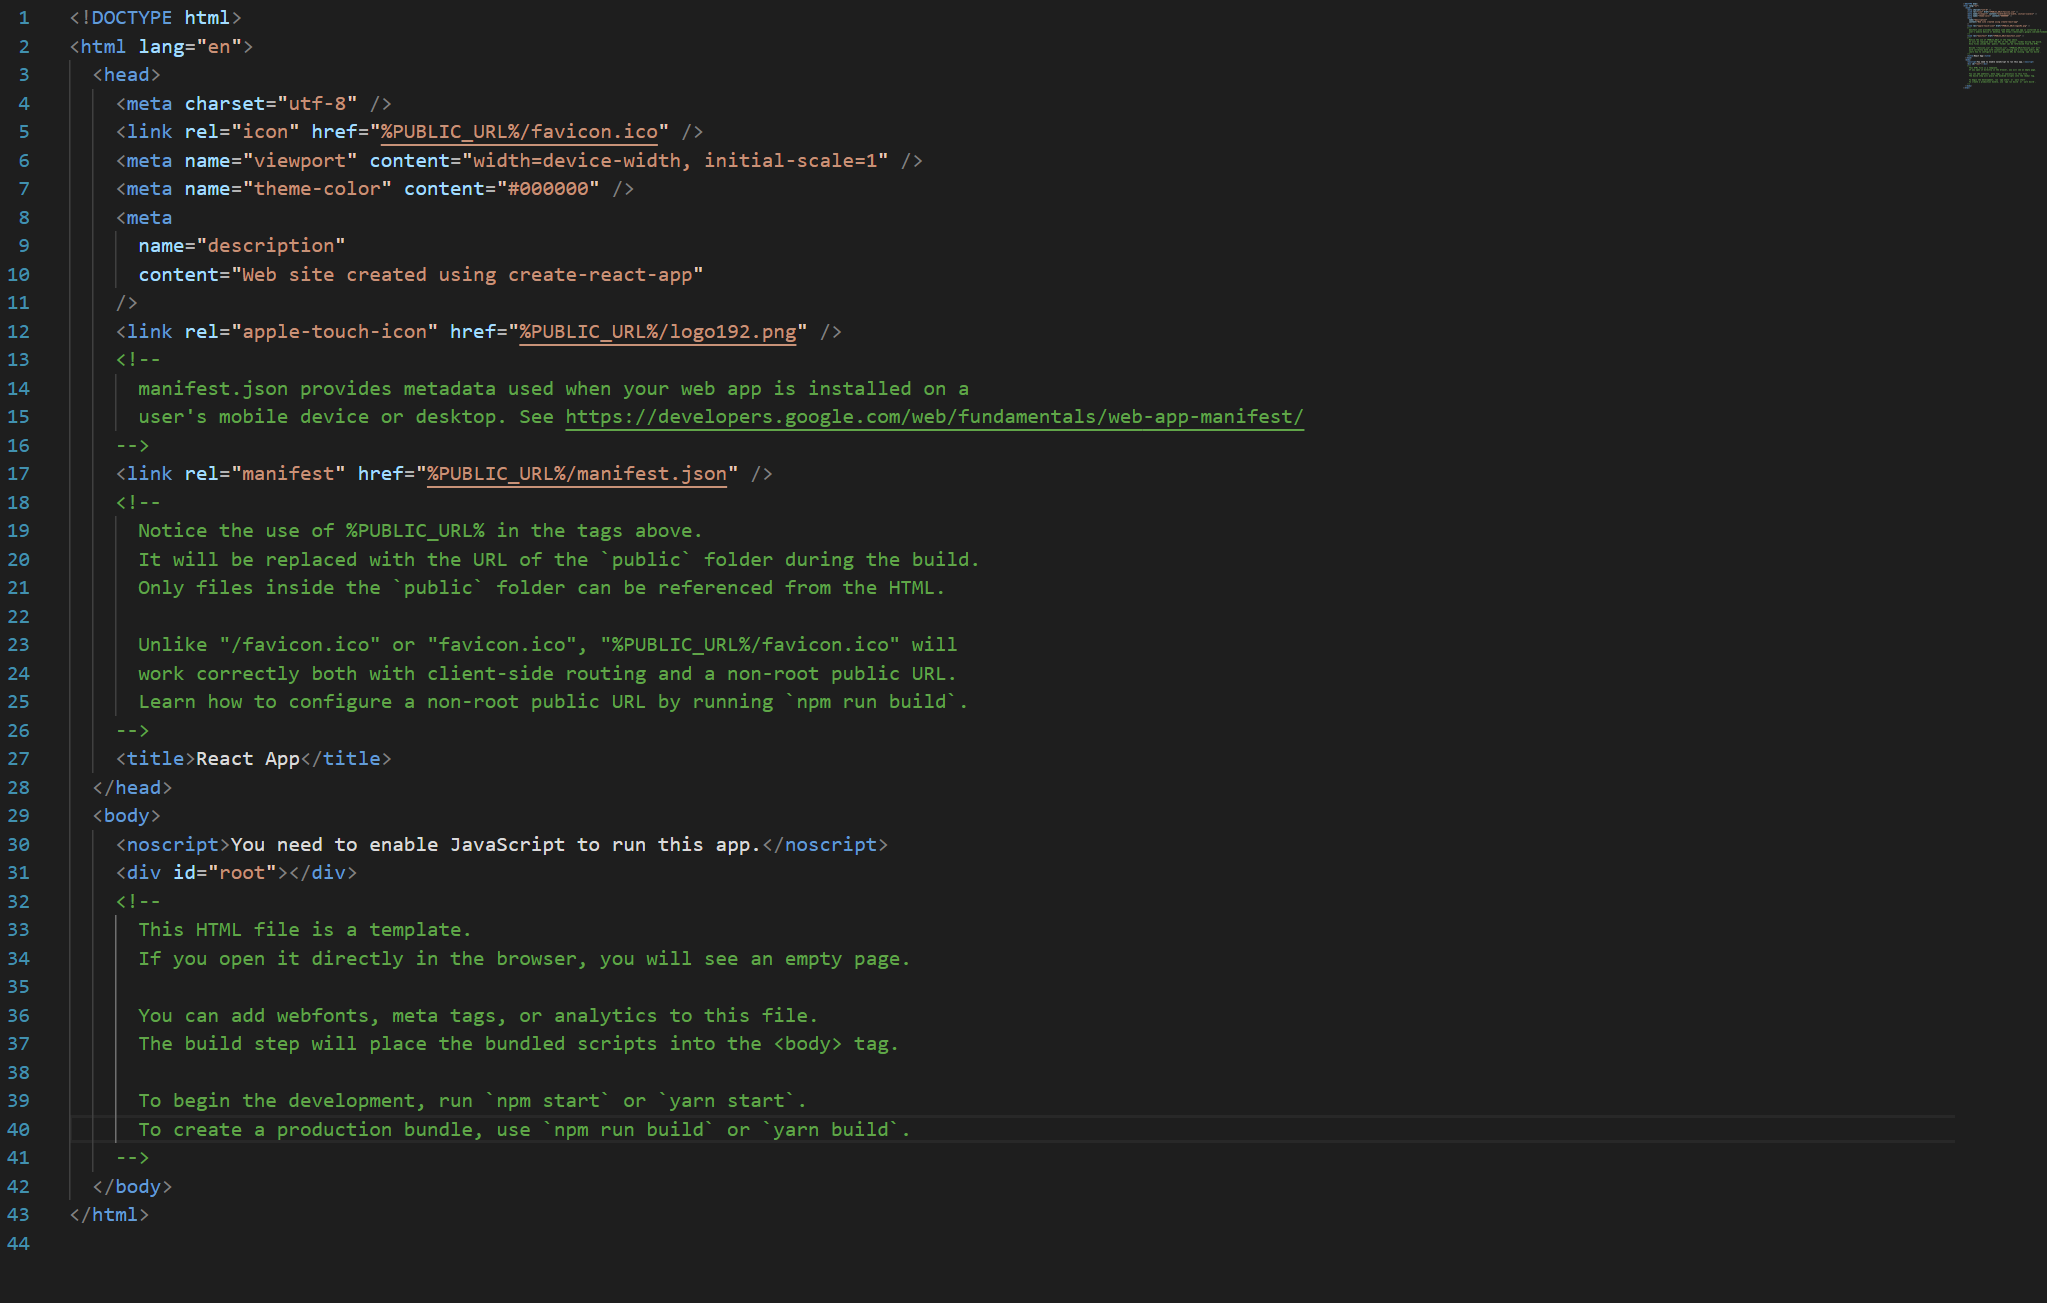 1 <!DOCTYPE html>
2 <html lang="en">
3   <head>
4     <meta charset="utf-8" />
5     <link rel="icon" href="%PUBLIC_URL%/favicon.ico" />
6     <meta name="viewport" content="width=device-width, initial-scale=1" />
7     <meta name="theme-color" content="#000000" />
8     <meta
9       name="description"
10       content="Web site created using create-react-app"
11     />
12     <link rel="apple-touch-icon" href="%PUBLIC_URL%/logo192.png" />
13     <!--
14       manifest.json provides metadata used when your web app is installed on a
15       user's mobile device or desktop. See https://developers.google.com/web/fundamentals/web-app-manifest/
16     -->
17     <link rel="manifest" href="%PUBLIC_URL%/manifest.json" />
18     <!--
19       Notice the use of %PUBLIC_URL% in the tags above.
20       It will be replaced with the URL of the `public` folder during the build.
21       Only files inside the `public` folder can be referenced from the HTML.
22
23       Unlike "/favicon.ico" or "favicon.ico", "%PUBLIC_URL%/favicon.ico" will
24       work correctly both with client-side routing and a non-root public URL.
25       Learn how to configure a non-root public URL by running `npm run build`.
26     -->
27     <title>React App</title>
28   </head>
29   <body>
30     <noscript>You need to enable JavaScript to run this app.</noscript>
31     <div id="root"></div>
32     <!--
33       This HTML file is a template.
34       If you open it directly in the browser, you will see an empty page.
35
36       You can add webfonts, meta tags, or analytics to this file.
37       The build step will place the bundled scripts into the <body> tag.
38
39       To begin the development, run `npm start` or `yarn start`.
40       To create a production bundle, use `npm run build` or `yarn build`.
41     -->
42   </body>
43 </html>
44